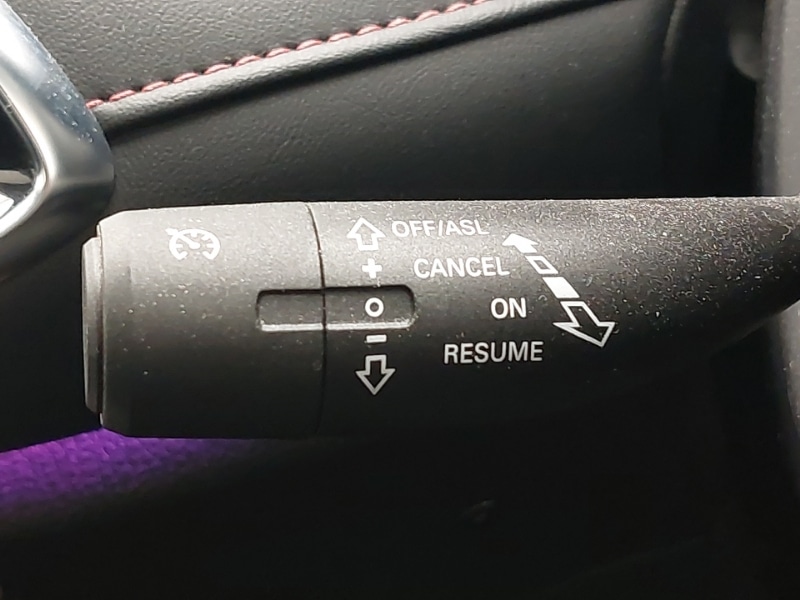 OFF/ASL
+ CANCEL
O ON
- RESUME